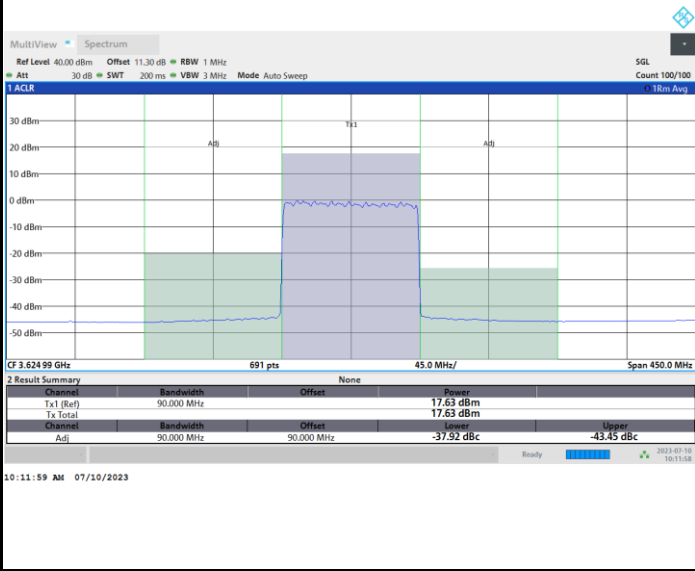 MultiView Spectrum
Ref Level 40.00 dBm Offset 11.30 dB RBW 1 MHz SGL
Att 30 dB SWT 200 ms VBW 3 MHz Mode Auto Sweep Count 100/100
1 ACLR 1Rm Avg
30 dBm
Tx1
20 dBm Adj Adj
10 dBm
0 dBm
-10 dBm
-20 dBm
-30 dBm
-40 dBm
-50 dBm
CF 3.62499 GHz 691 pts 45.0 MHz/ Span 450.0 MHz
2 Result Summary None
Channel Bandwidth Offset Power
Tx1 (Ref) 90.000 MHz 17.63 dBm
Tx Total 17.63 dBm
Channel Bandwidth Offset Lower Upper
Adj 90.000 MHz 90.000 MHz -37.92 dBc -43.45 dBc
Ready 2023-07-10
10:11:58
10:11:59 AM 07/10/2023